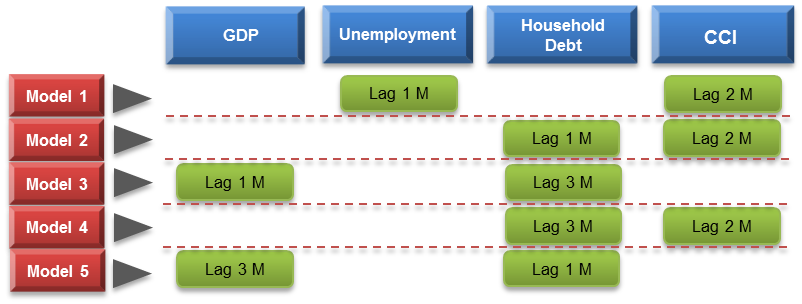 GDP
Unemployment
Household
Debt
CCI
Model 1
Lag 1 M
Lag 2 M
Model 2
Lag 1 M
Lag 2 M
Model 3
Lag 1 M
Lag 3 M
Model 4
Lag 3 M
Lag 2 M
Model 5
Lag 3 M
Lag 1 M